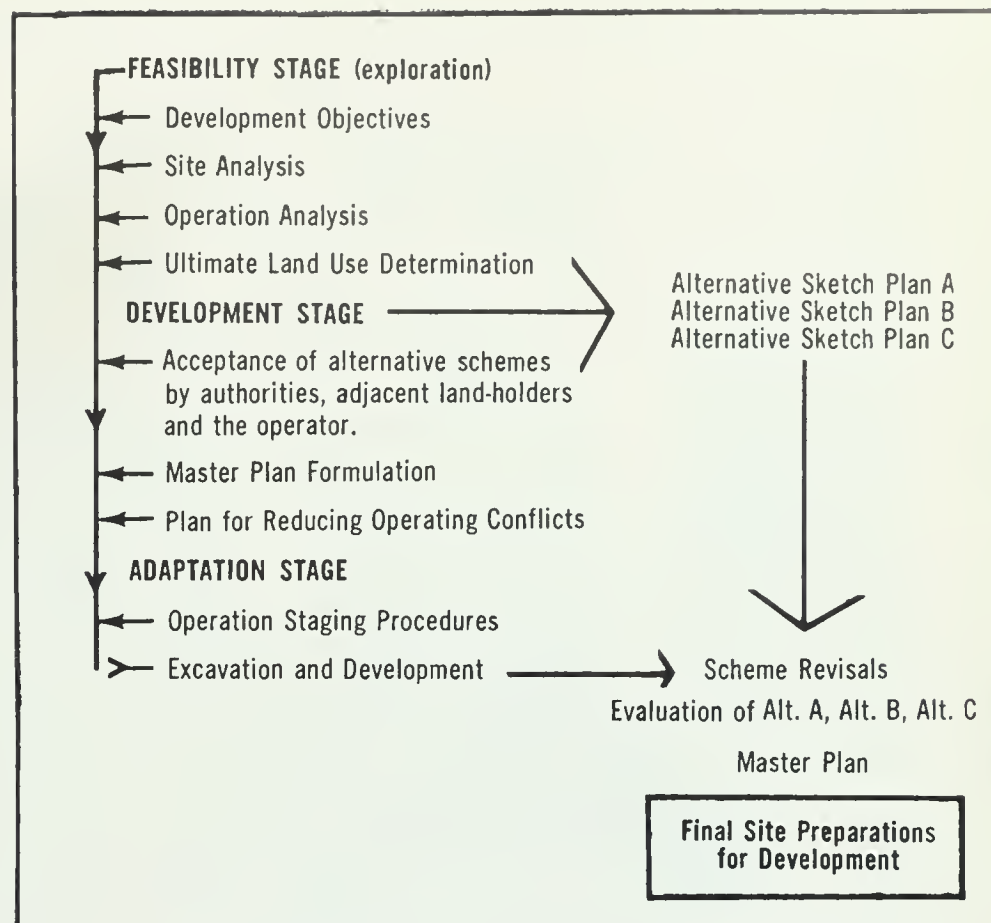 FEASIBILITY STAGE (exploration)
Development Objectives
Site Analysis
Operation Analysis
Ultimate Land Use Determination
DEVELOPMENT STAGE
Acceptance of alternative schemes
by authorities, adjacent land-holders
and the operator.
Master Plan Formulation
Plan for Reducing Operating Conflicts
ADAPTATION STAGE
Operation Staging Procedures
Excavation and Development
Alternative Sketch Plan A
Alternative Sketch Plan B
Alternative Sketch Plan C
Scheme Revisals
Evaluation of Alt. A, Alt. B, Alt. C
Master Plan
Final Site Preparations
for Development